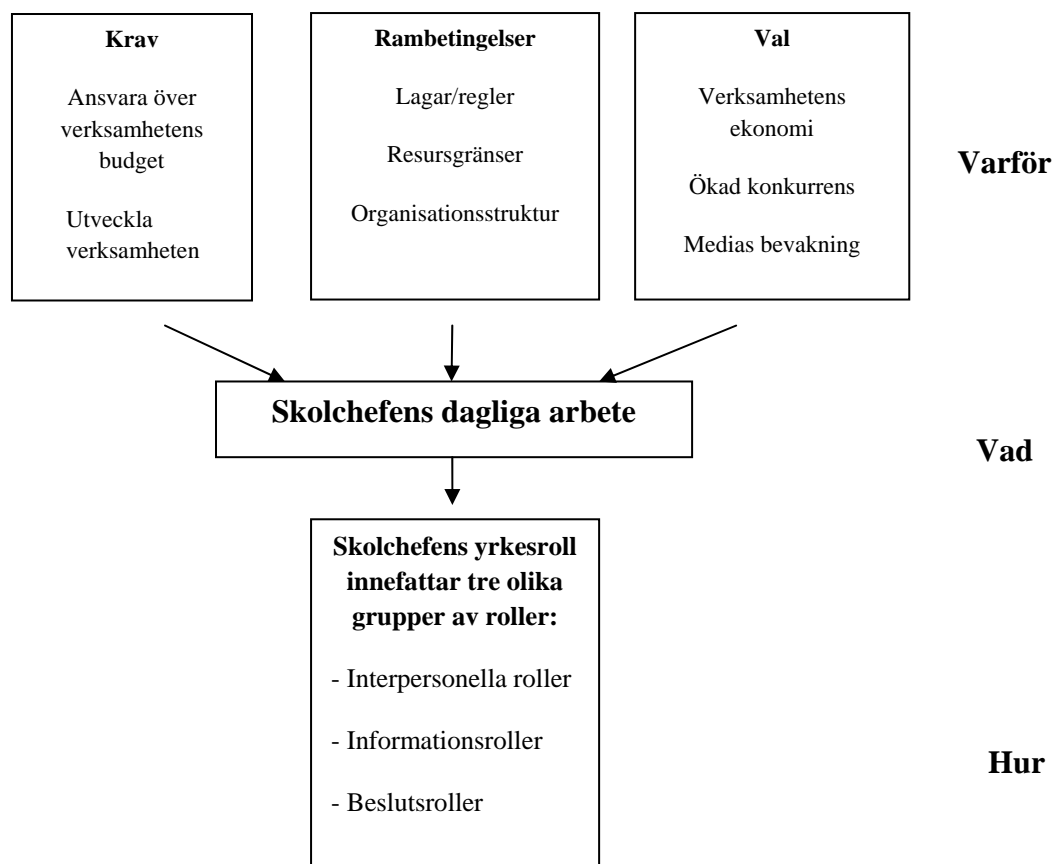 Krav
Ansvara över
verksamhetens
budget
Utveckla
verksamheten
Rambetingelser
Lagar/regler
Resursgränser
Organisationsstruktur
Val
Verksamhetens
ekonomi
Ökad konkurrens
Medias bevakning
Varför
Skolchefens dagliga arbete
Vad
Skolchefens yrkesroll
innefattar tre olika
grupper av roller:
- Interpersonella roller
- Informationsroller
- Beslutsroller
Hur